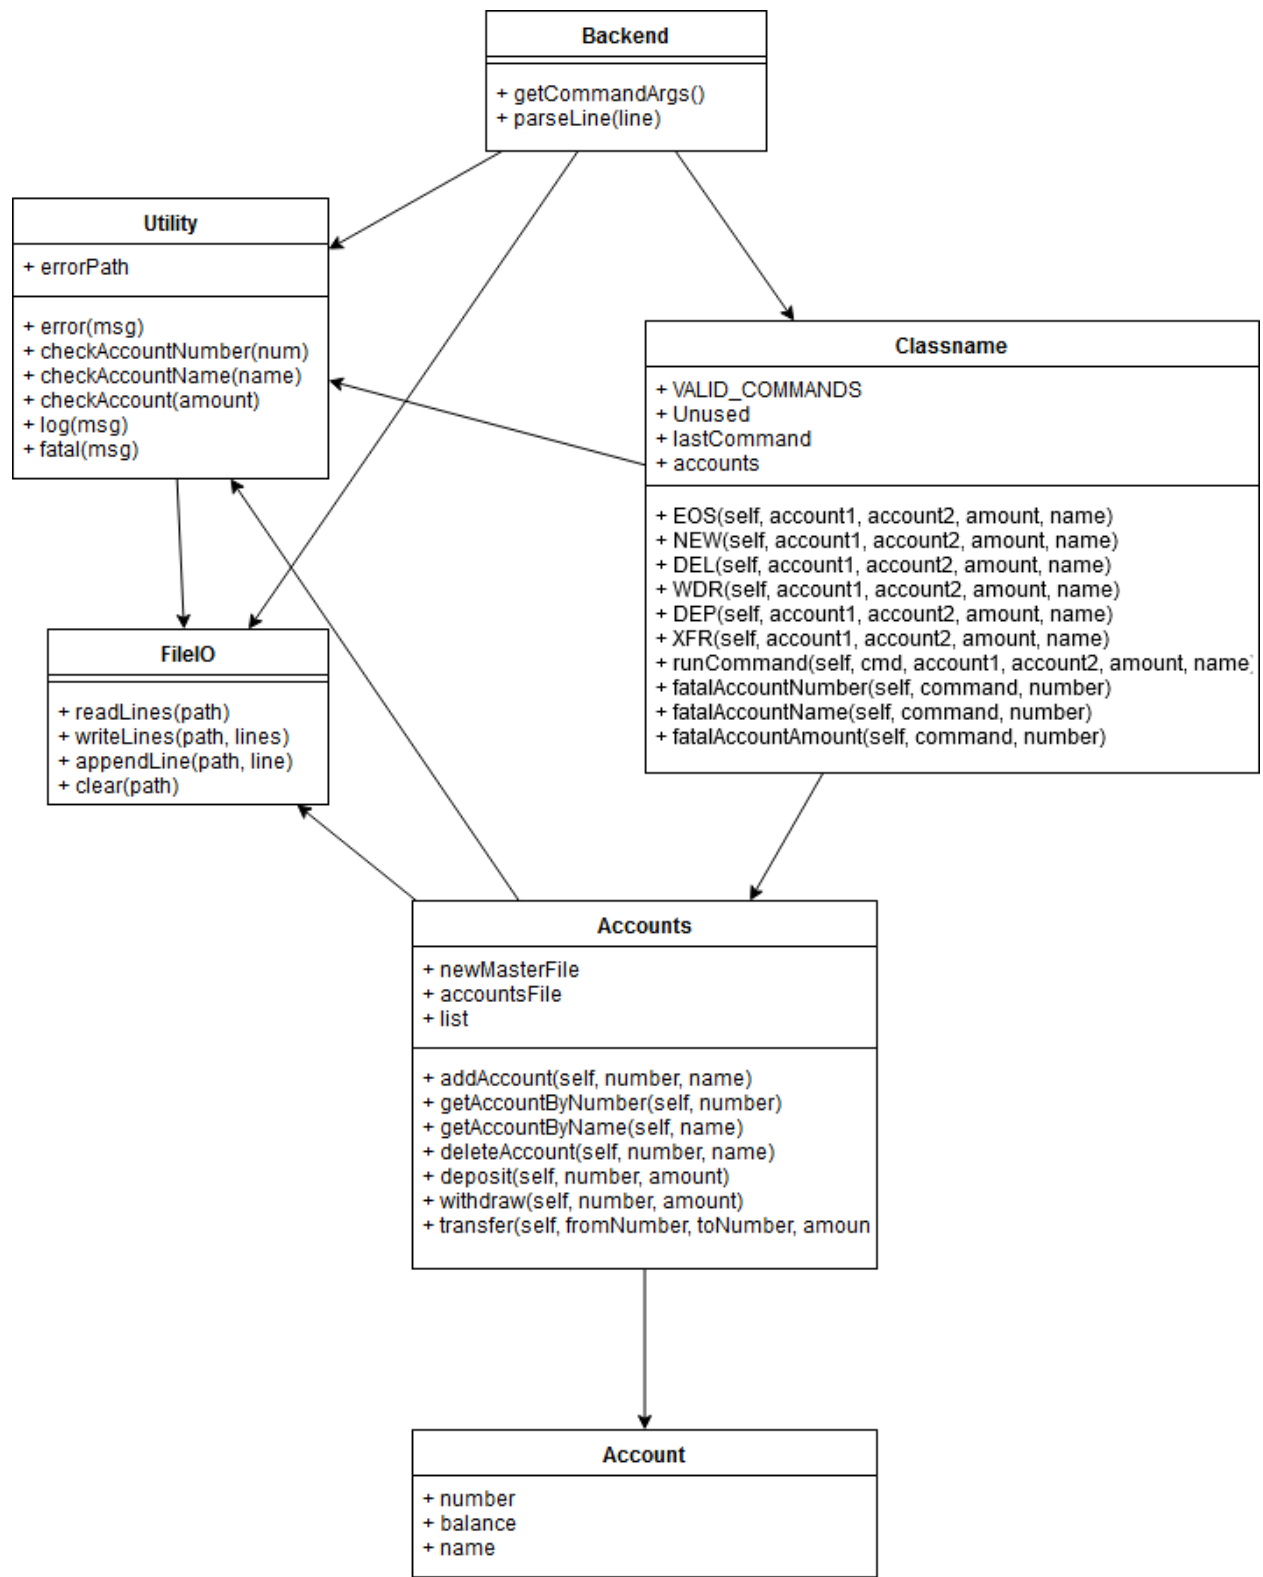 Backend
+ getCommandArgs()
+ parseLine(line)
Utility
+ errorPath
+ error(msg)
+ checkAccountNumber(num)
+ checkAccountName(name)
+ checkAccount(amount)
+ log(msg)
+ fatal(msg)
Classname
+ VALID_COMMANDS
+ Unused
+ lastCommand
+ accounts
+ EOS(self, account1, account2, amount, name)
+ NEW(self, account1, account2, amount, name)
+ DEL(self, account1, account2, amount, name)
+ WDR(self, account1, account2, amount, name)
+ DEP(self, account1, account2, amount, name)
+ XFR(self, account1, account2, amount, name)
+ runCommand(self, cmd, account1, account2, amount, name)
+ fatalAccountNumber(self, command, number)
+ fatalAccountName(self, command, number)
+ fatalAccountAmount(self, command, number)
FileIO
+ readLines(path)
+ writeLines(path, lines)
+ appendLine(path, line)
+ clear(path)
Accounts
+ newMasterFile
+ accountsFile
+ list
+ addAccount(self, number, name)
+ getAccountByNumber(self, number)
+ getAccountByName(self, name)
+ deleteAccount(self, number, name)
+ deposit(self, number, amount)
+ withdraw(self, number, amount)
+ transfer(self, fromNumber, toNumber, amoun
Account
+ number
+ balance
+ name